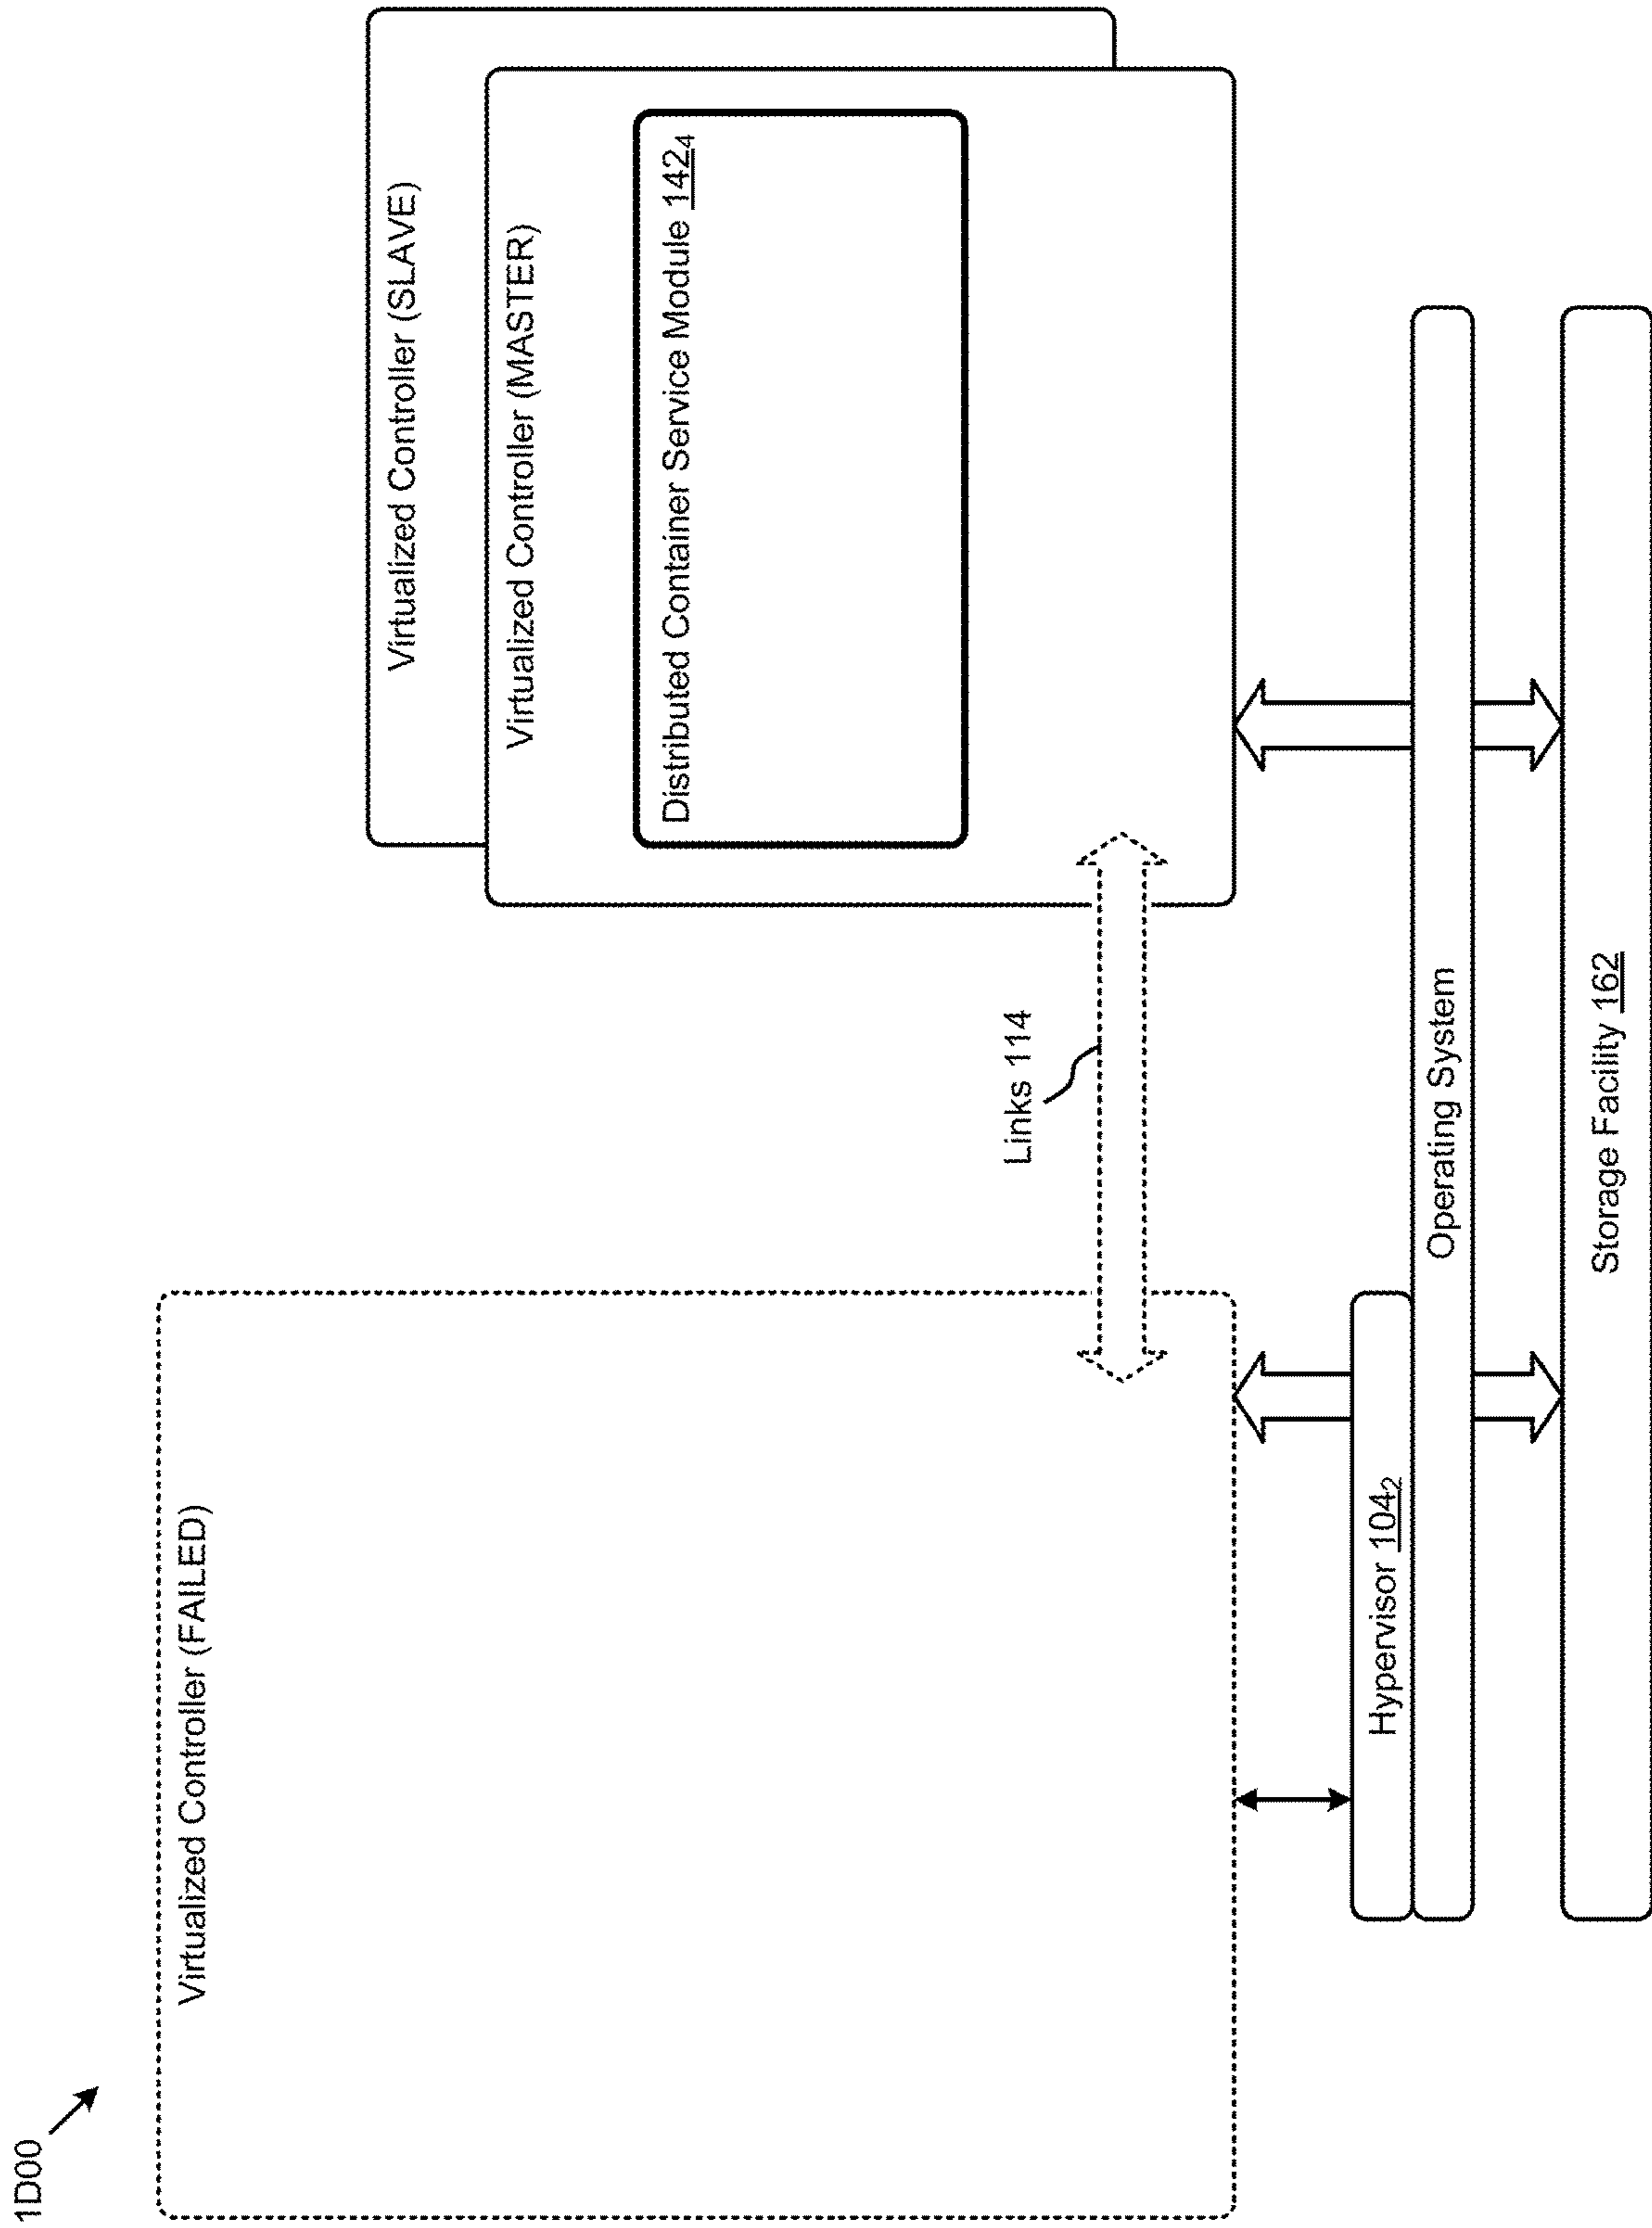 1D00
Virtualized Controller (FAILED)
Virtualized Controller (SLAVE)
Virtualized Controller (MASTER)
Distributed Container Service Module 142₄
Links 114
Hypervisor 104₂
Operating System
Storage Facility 162